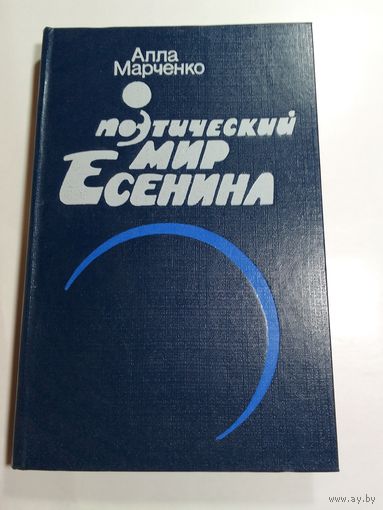 Алла
Марченко
поэтический
мир
Есенина
www.ay.by